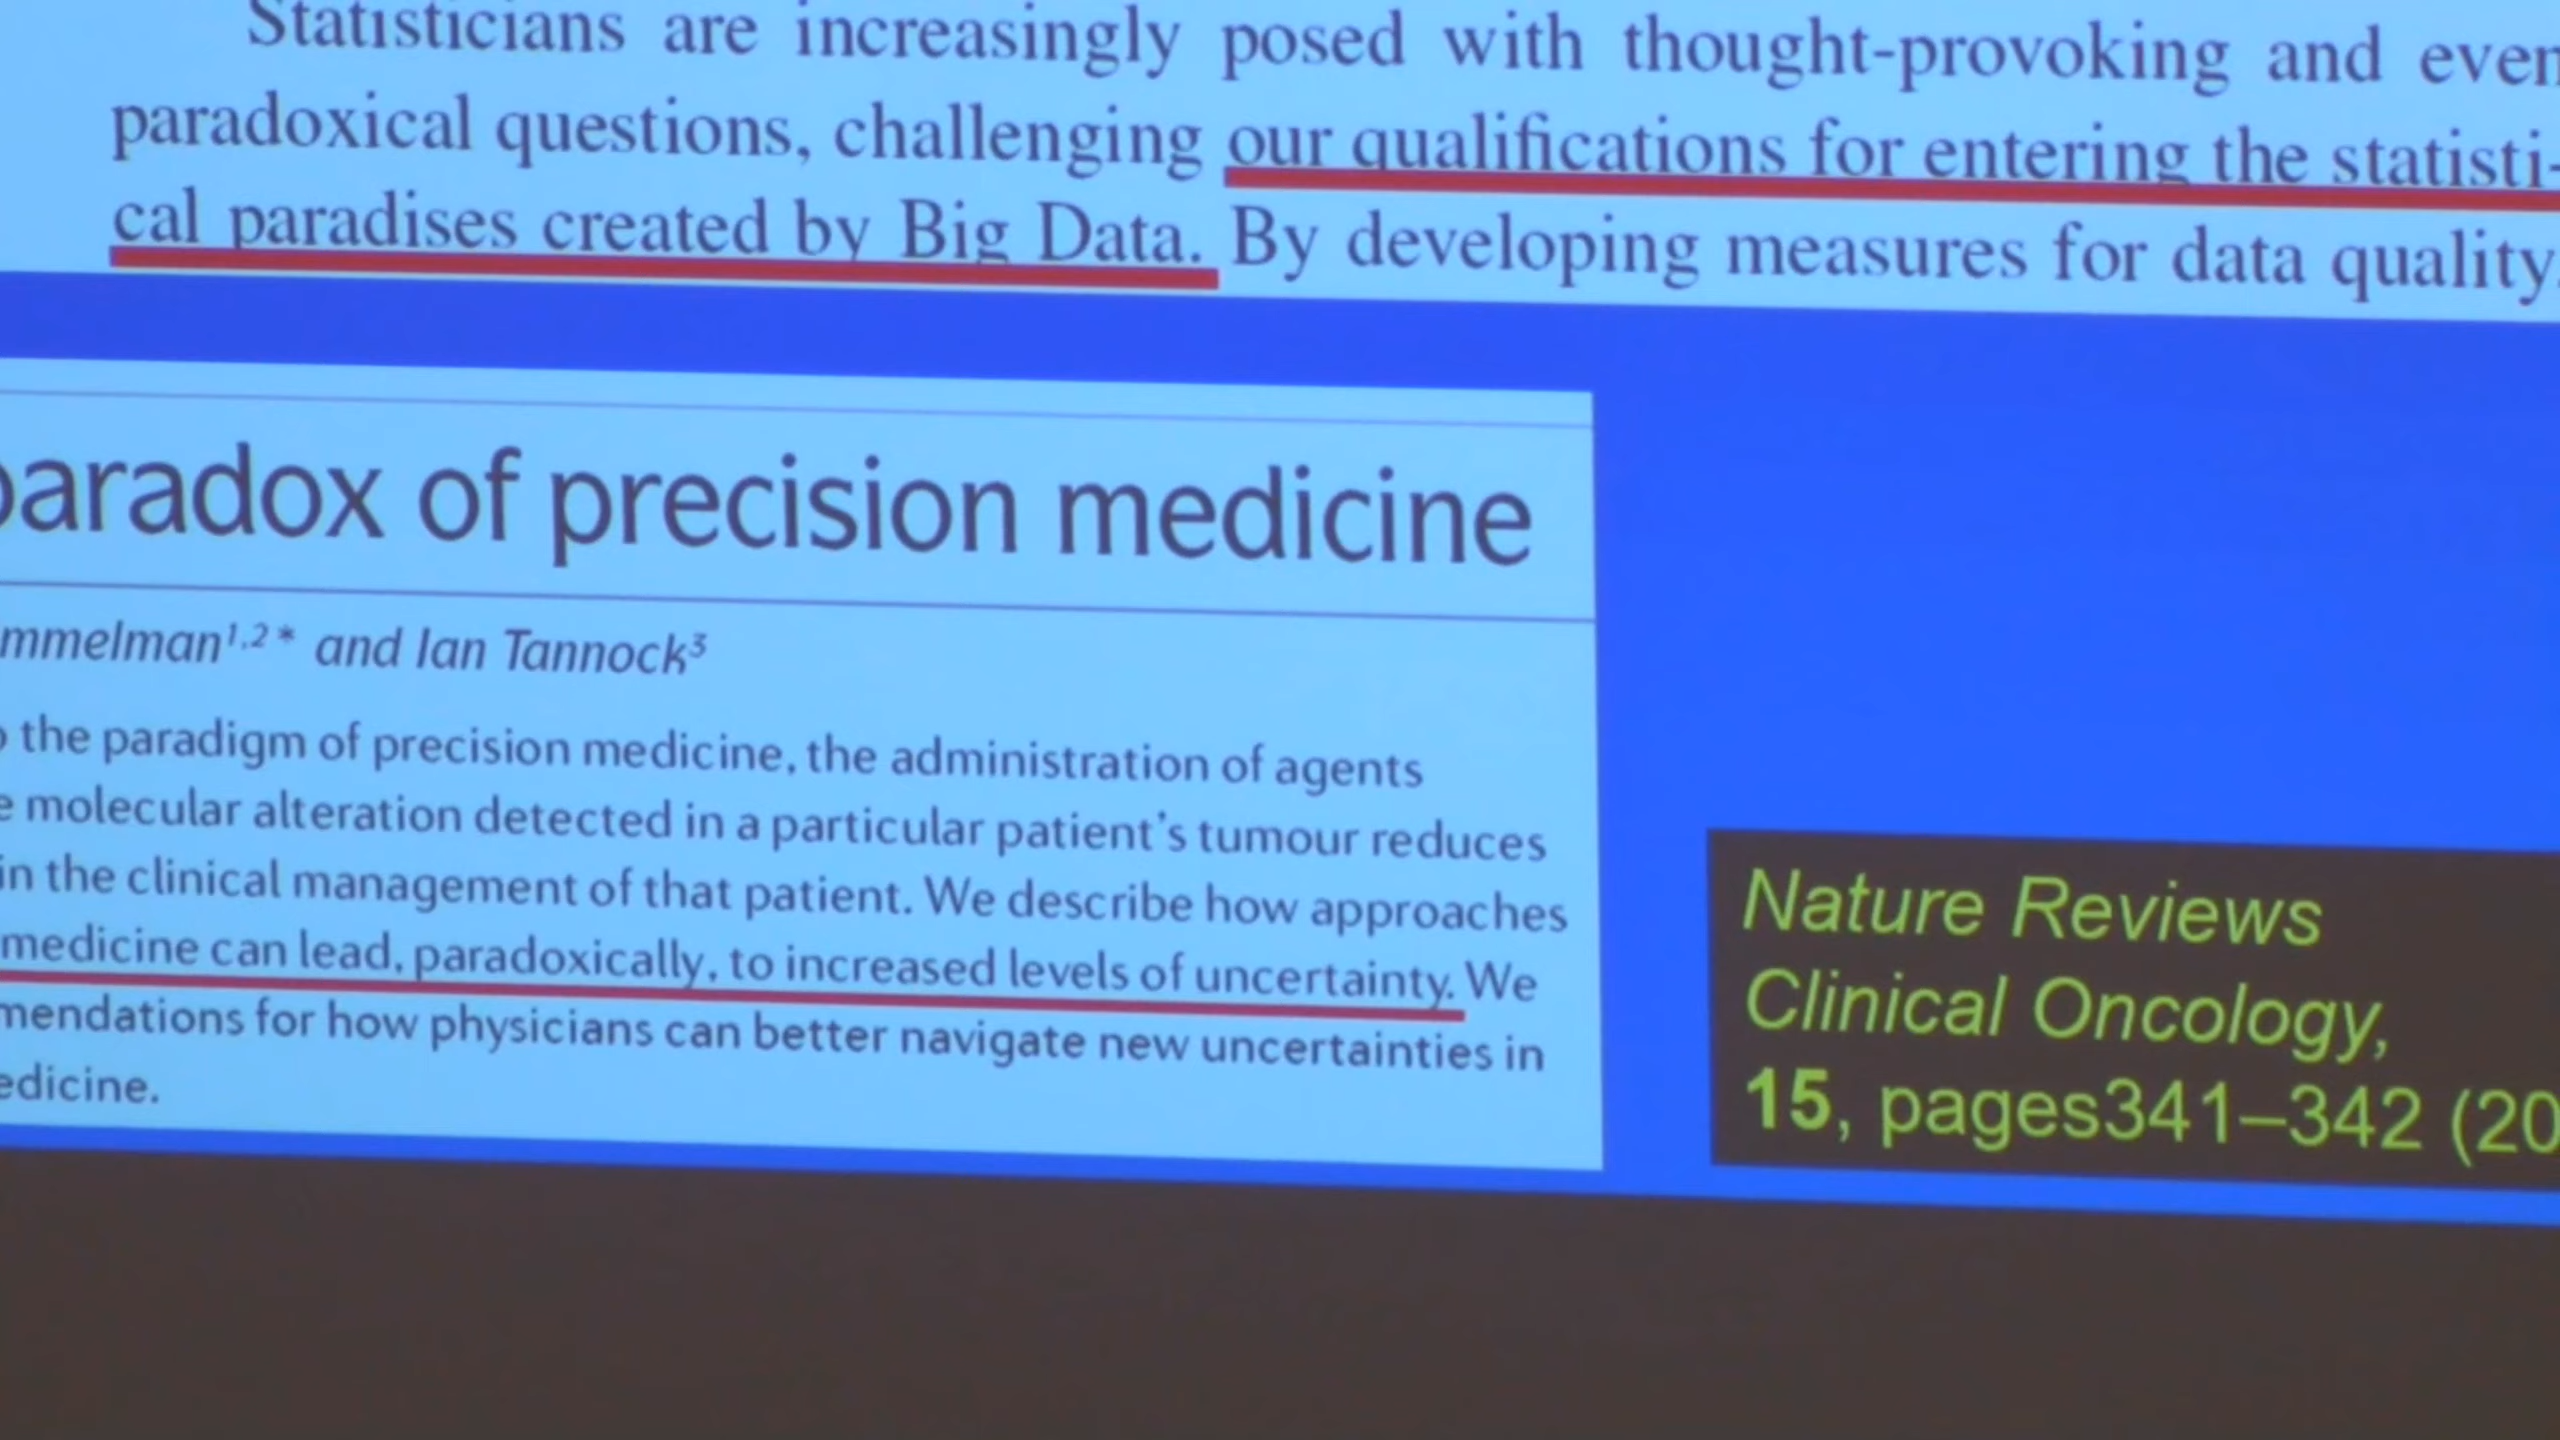 Statisticians are increasingly posed with thought-provoking and even
paradoxical questions, challenging our qualifications for entering the statisti-
cal paradises created by Big Data. By developing measures for data quality,
paradox of precision medicine
mmelman1,2* and Ian Tannock3
the paradigm of precision medicine, the administration of agents
e molecular alteration detected in a particular patient's tumour reduces
in the clinical management of that patient. We describe how approaches
medicine can lead, paradoxically, to increased levels of uncertainty. We
mendations for how physicians can better navigate new uncertainties in
edicine.
Nature Reviews
Clinical Oncology,
15, pages341–342 (20